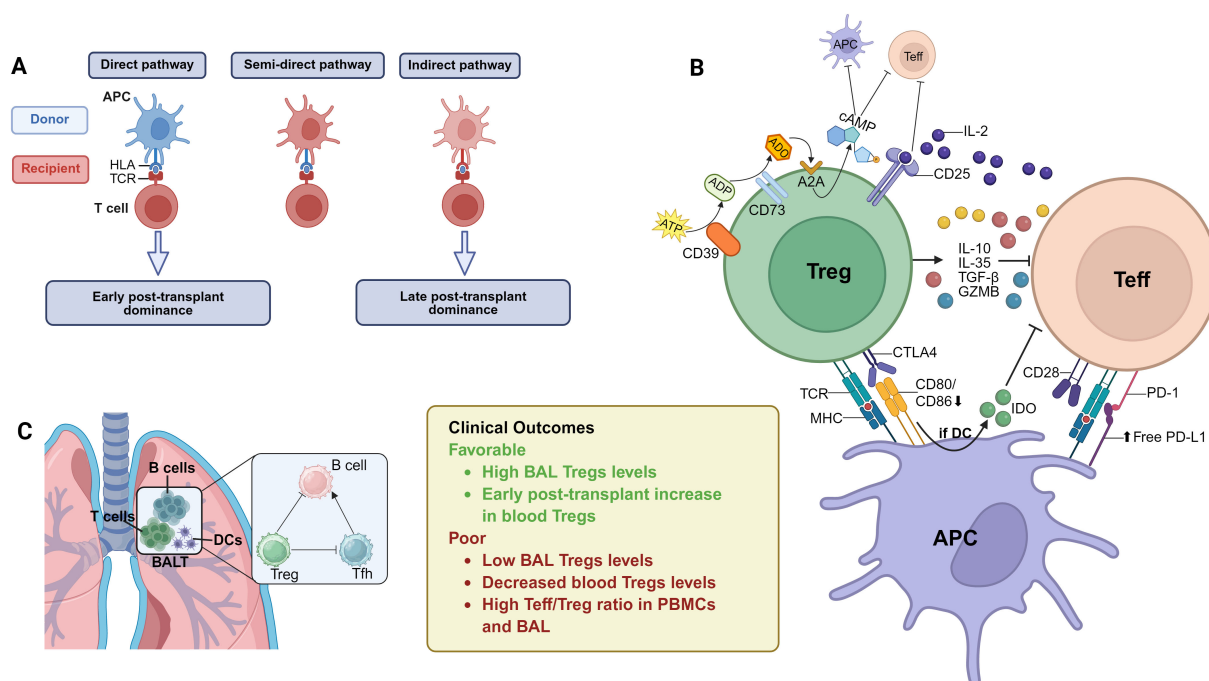 A
Direct pathway
Semi-direct pathway
Indirect pathway
APC
Donor
Recipient
HLA
TCR
T cell
Early post-transplant
dominance
Late post-transplant
dominance
B
APC
Teff
cAMP
IL-2
ADO
A2A
CD25
ADP
CD73
ATP
CD39
Treg
IL-10
IL-35
TGF-β
GZMB
Teff
CTLA4
TCR
CD80/
CD86⬇
MHC
CD28
PD-1
IDO
if DC
⬆Free PD-L1
APC
C
B cells
T cells
DCs
BALT
B cell
Treg
Tfh
Clinical Outcomes
Favorable
• High BAL Tregs levels
• Early post-transplant increase
in blood Tregs
Poor
• Low BAL Tregs levels
• Decreased blood Tregs levels
• High Teff/Treg ratio in PBMCs
and BAL